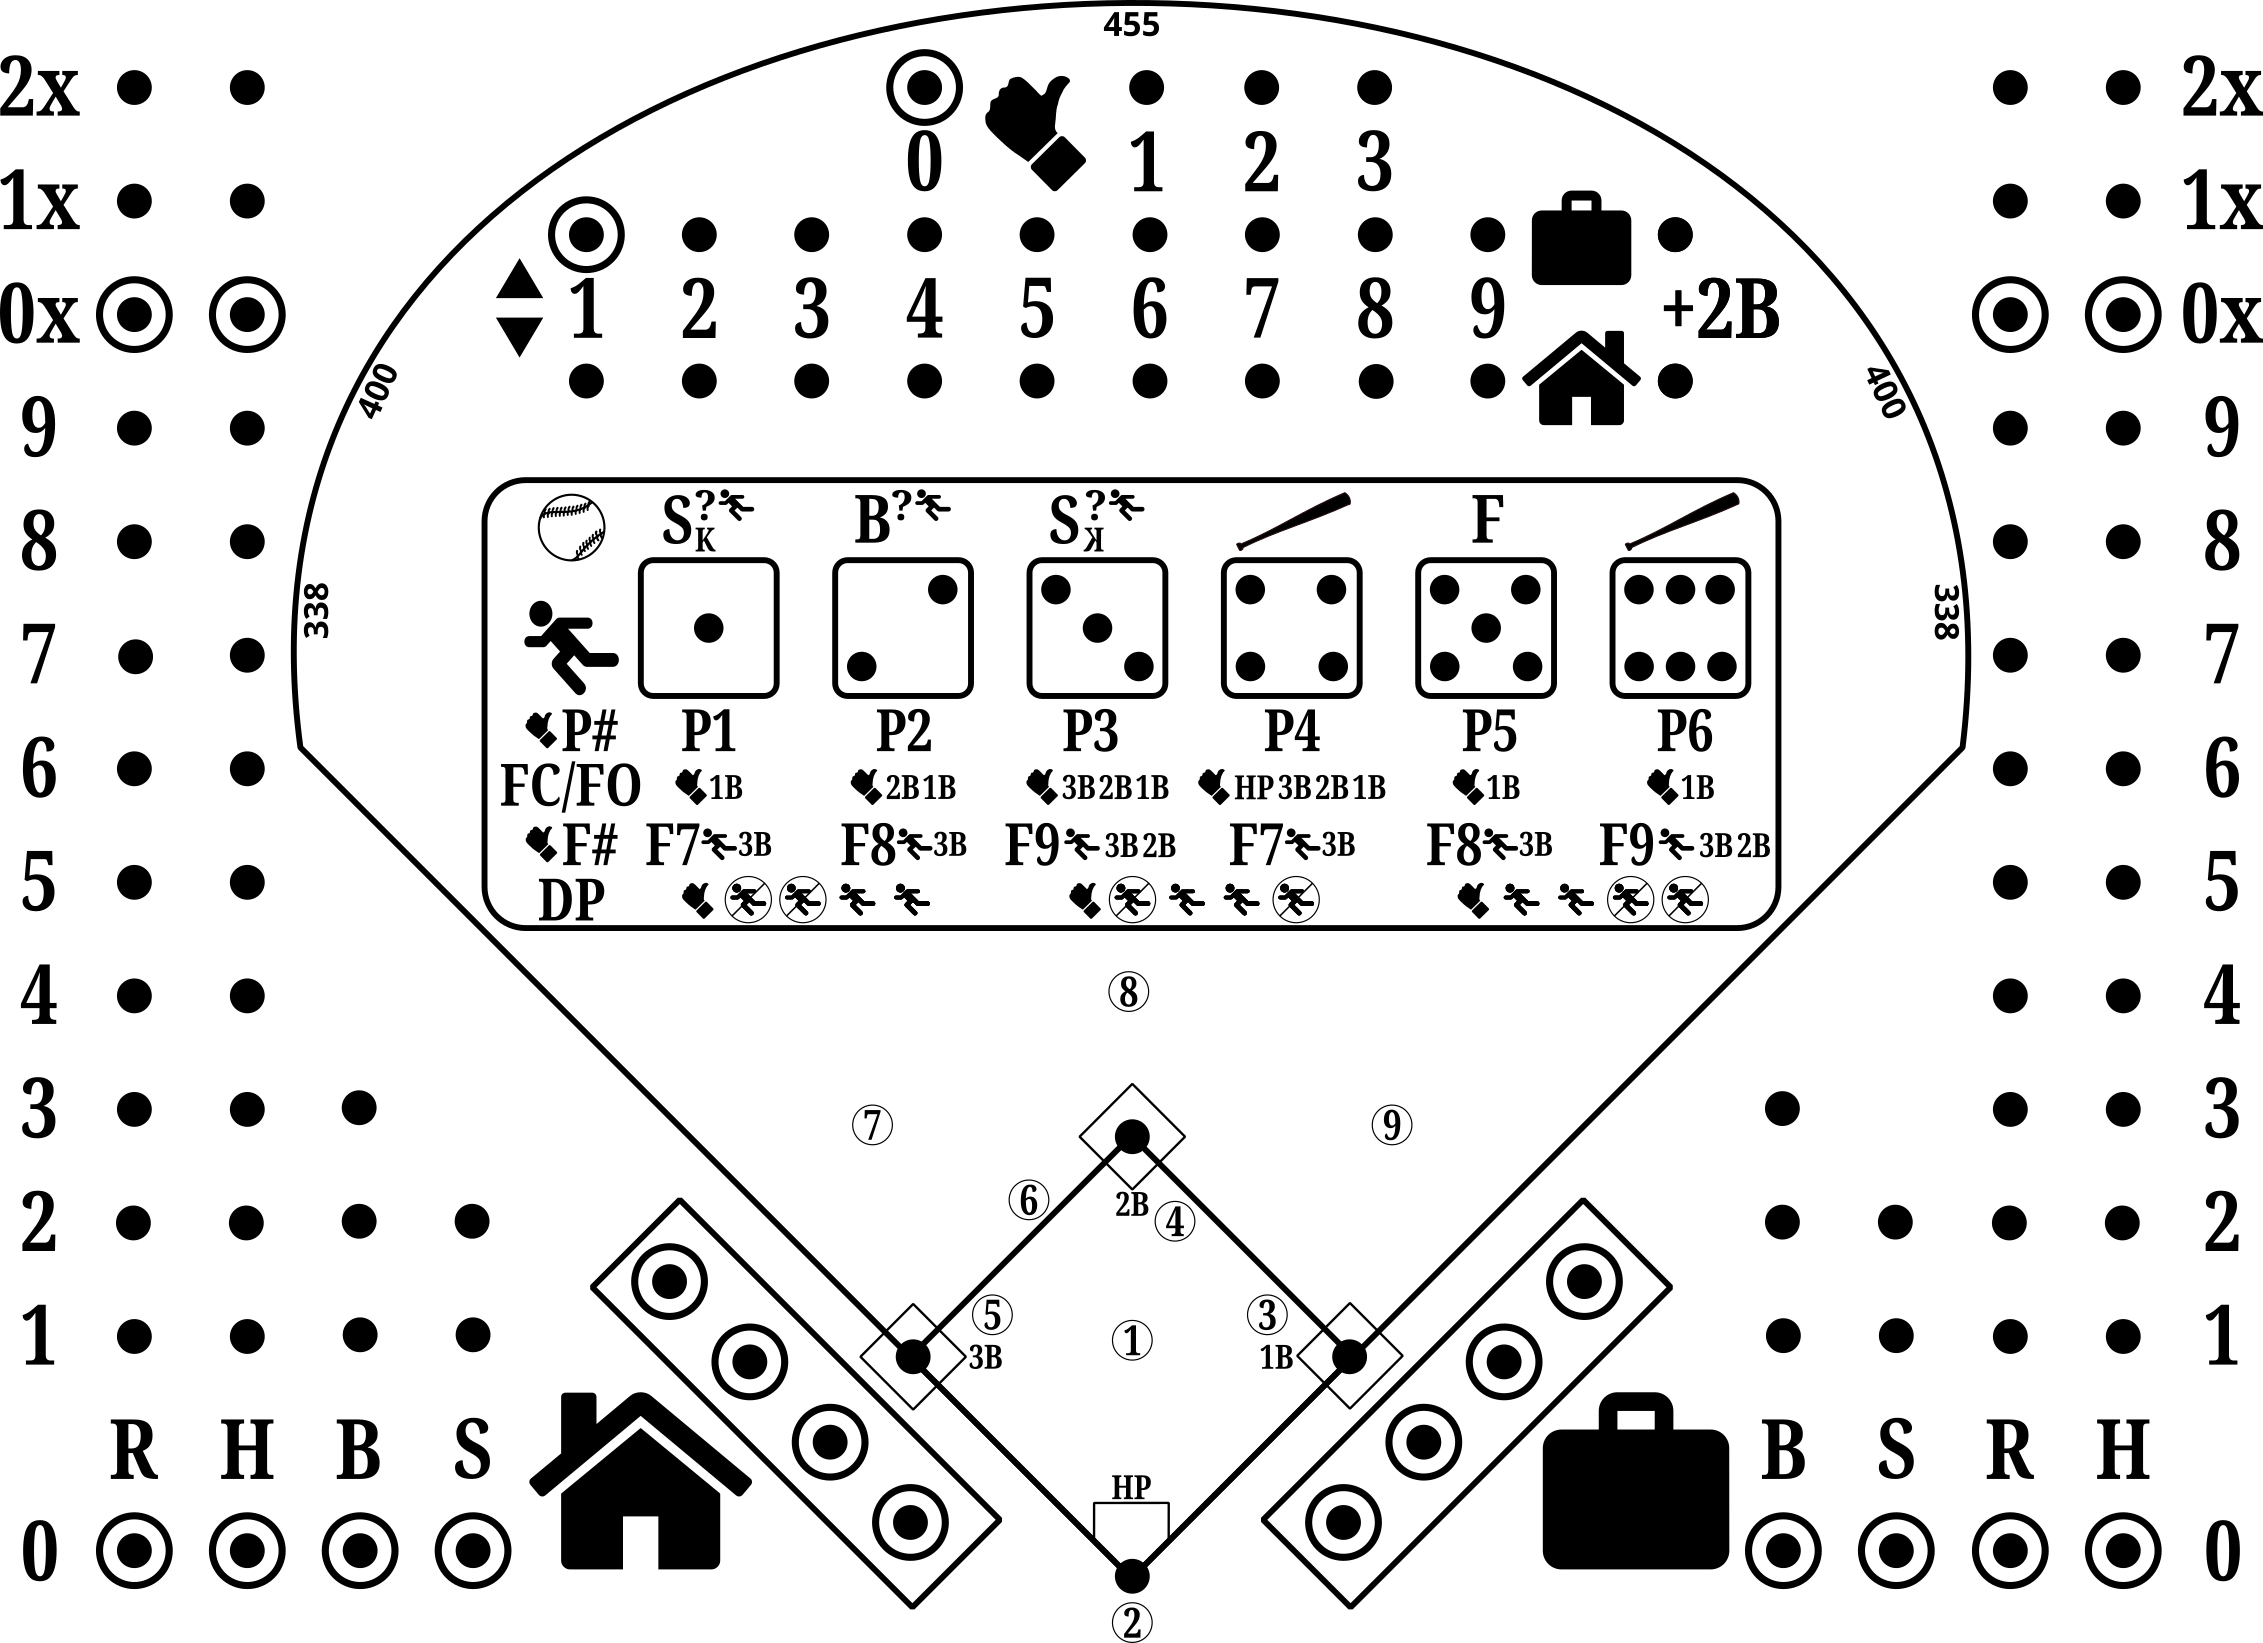 455
2x 2x
0 1 2 3
1x 1x
0x 1 2 3 4 5 6 7 8 9 +2B 0x
400 400
9 9
S?K B?? S?ꓘ F
8 8
338 338
7 7
P# P1 P2 P3 P4 P5 P6
6 6
FC/FO 1B 2B 1B 3B 2B 1B HP 3B 2B 1B 1B 1B
F# F7 3B F8 3B F9 3B 2B F7 3B F8 3B F9 3B 2B
5 5
DP
4 8 4
3 7 9 3
2 6 2B 4 2
1 5 3 1
3B 1 1B
R H B S B S R H
HP
0 0
2